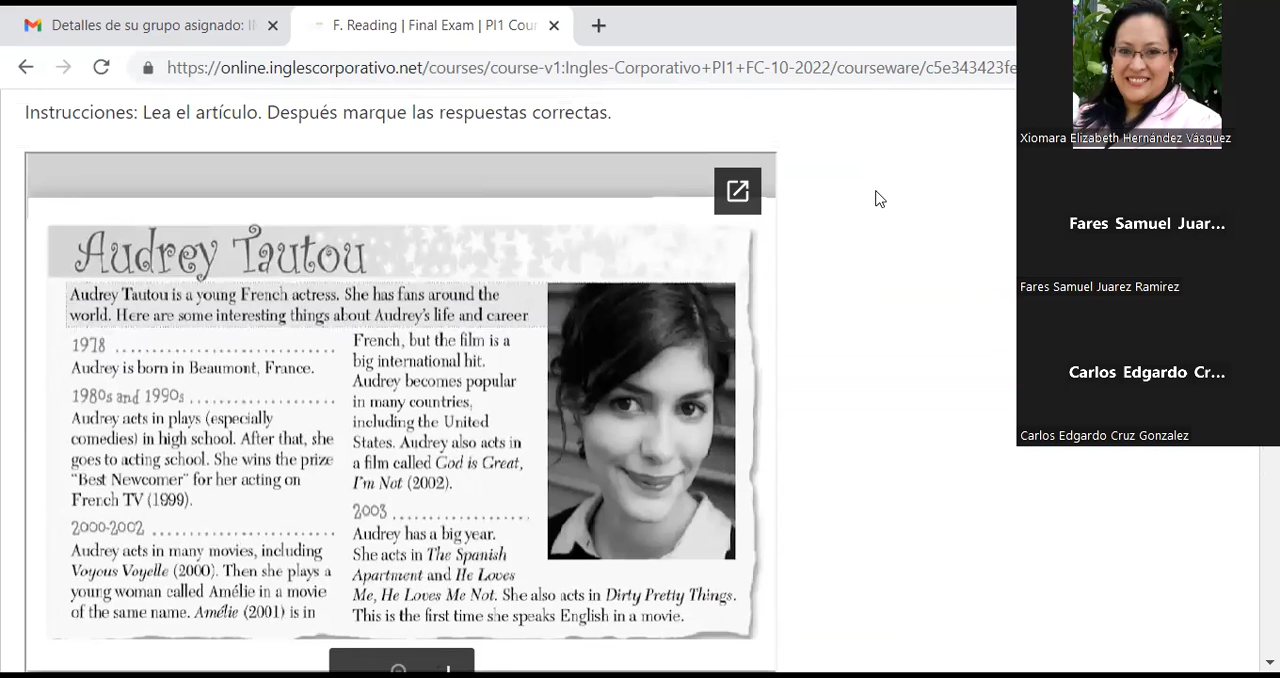 Detalles de su grupo asignado: I
F. Reading | Final Exam | PI1 Cour
https://online.inglescorporativo.net/courses/course-v1:Ingles-Corporativo+PI1+FC-10-2022/courseware/c5e343423fe
Instrucciones: Lea el artículo. Después marque las respuestas correctas.
Audrey Tautou
Audrey Tautou is a young French actress. She has fans around the
world. Here are some interesting things about Audrey's life and career
1978
Audrey is born in Beaumont, France.
1980s and 1990s
Audrey acts in plays (especially
comedies) in high school. After that, she
goes to acting school. She wins the prize
"Best Newcomer" for her acting on
French TV (1999).
2000-2002
Audrey acts in many movies, including
Voyous Voyelle (2000). Then she plays a
young woman called Amélie in a movie
of the same name. Amélie (2001) is in
French, but the film is a
big international hit.
Audrey becomes popular
in many countries,
including the United
States. Audrey also acts in
a film called God is Great,
I'm Not (2002).
2003
Audrey has a big year.
She acts in The Spanish
Apartment and He Loves
Me, He Loves Me Not. She also acts in Dirty Pretty Things.
This is the first time she speaks English in a movie.
Xiomara Elizabeth Hernández Vásquez
Fares Samuel Juar...
Fares Samuel Juarez Ramirez
Carlos Edgardo Cr...
Carlos Edgardo Cruz Gonzalez